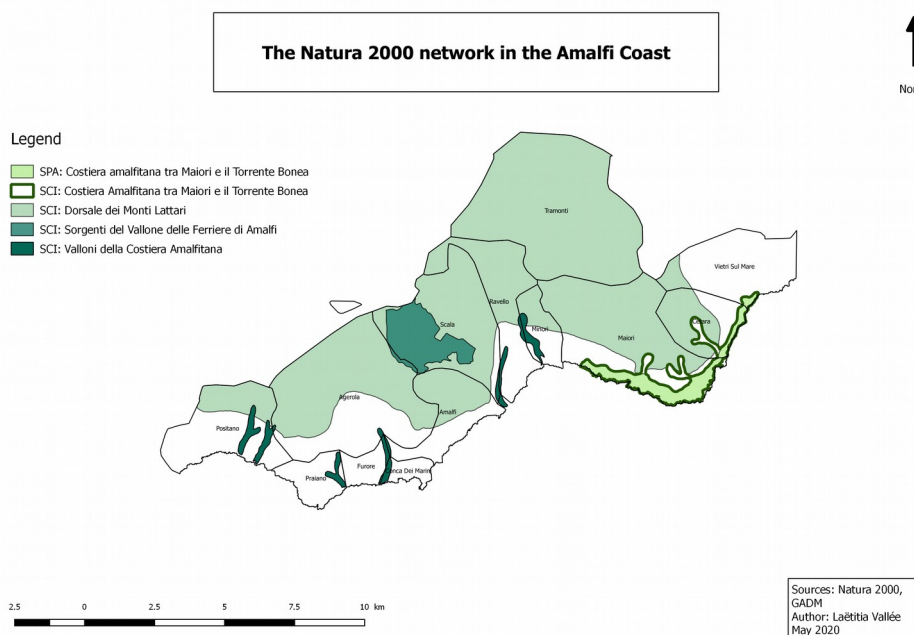 The Natura 2000 network in the Amalfi Coast
Nor
Legend
SPA: Costiera amalfitana tra Maiori e il Torrente Bonea
SCI: Costiera Amalfitana tra Maiori e il Torrente Bonea
SCI: Dorsale dei Monti Lattari
SCI: Sorgenti del Vallone delle Ferriere di Amalfi
SCI: Valloni della Costiera Amalfitana
Tramonti
Vietri Sul Mare
Ravello
Scala
Minori
Cetara
Maiori
Agerola
Amalfi
Positano
Furore
Conca Dei Marini
Praiano
2.5 0 2.5 5 7.5 10 km
Sources: Natura 2000,
GADM
Author: Laëtitia Vallée
May 2020